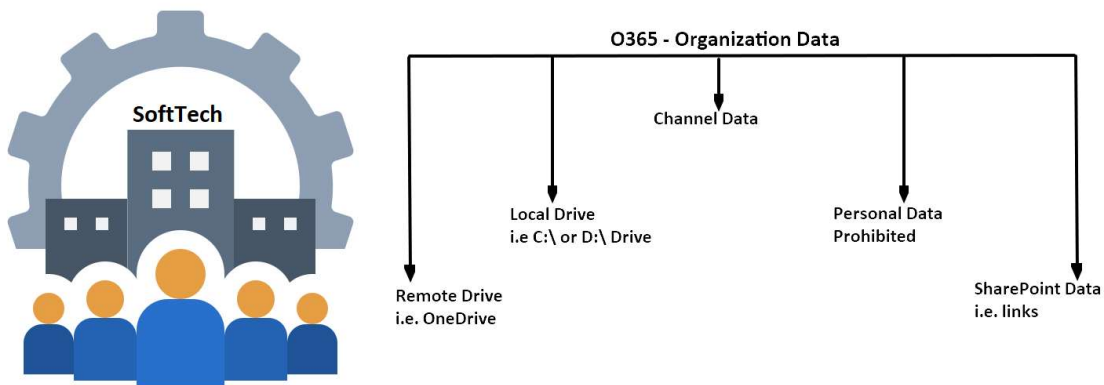 O365 - Organization Data
SoftTech
Channel Data
Local Drive
i.e C:\ or D:\ Drive
Personal Data
Prohibited
Remote Drive
i.e. OneDrive
SharePoint Data
i.e. links